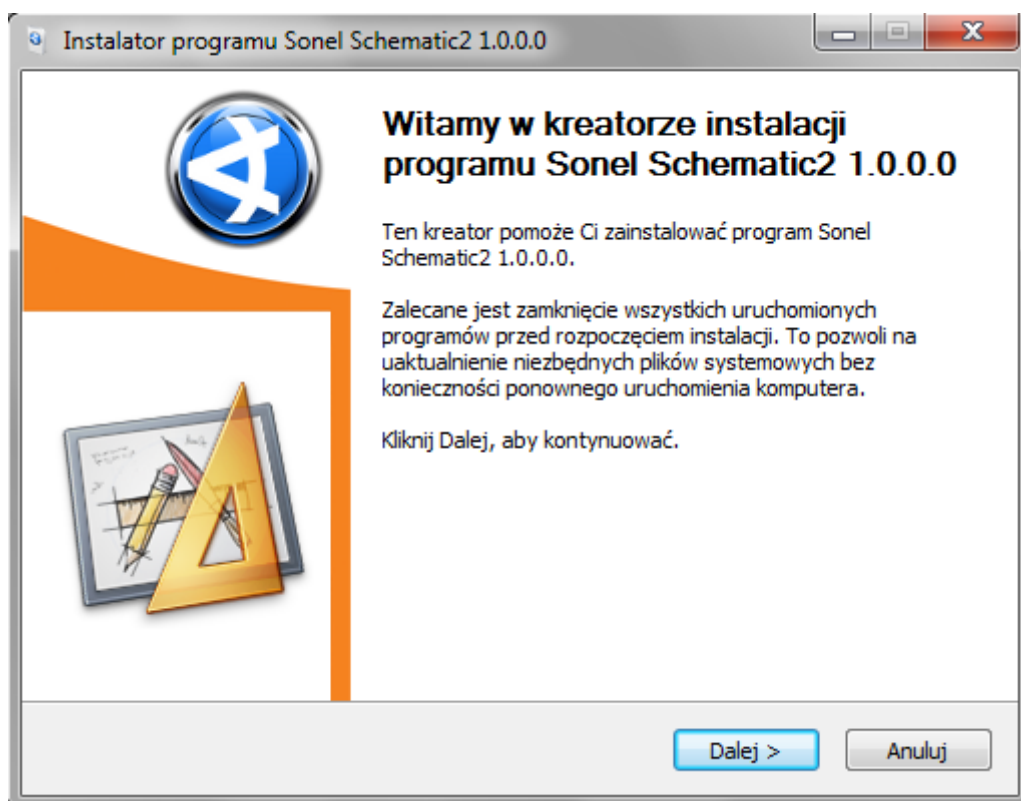 Instalator programu Sonel Schematic2 1.0.0.0
Witamy w kreatorze instalacji
programu Sonel Schematic2 1.0.0.0
Ten kreator pomoże Ci zainstalować program Sonel
Schematic2 1.0.0.0.
Zalecane jest zamknięcie wszystkich uruchomionych
programów przed rozpoczęciem instalacji. To pozwoli na
uaktualnienie niezbędnych plików systemowych bez
konieczności ponownego uruchomienia komputera.
Kliknij Dalej, aby kontynuować.
Dalej >
Anuluj